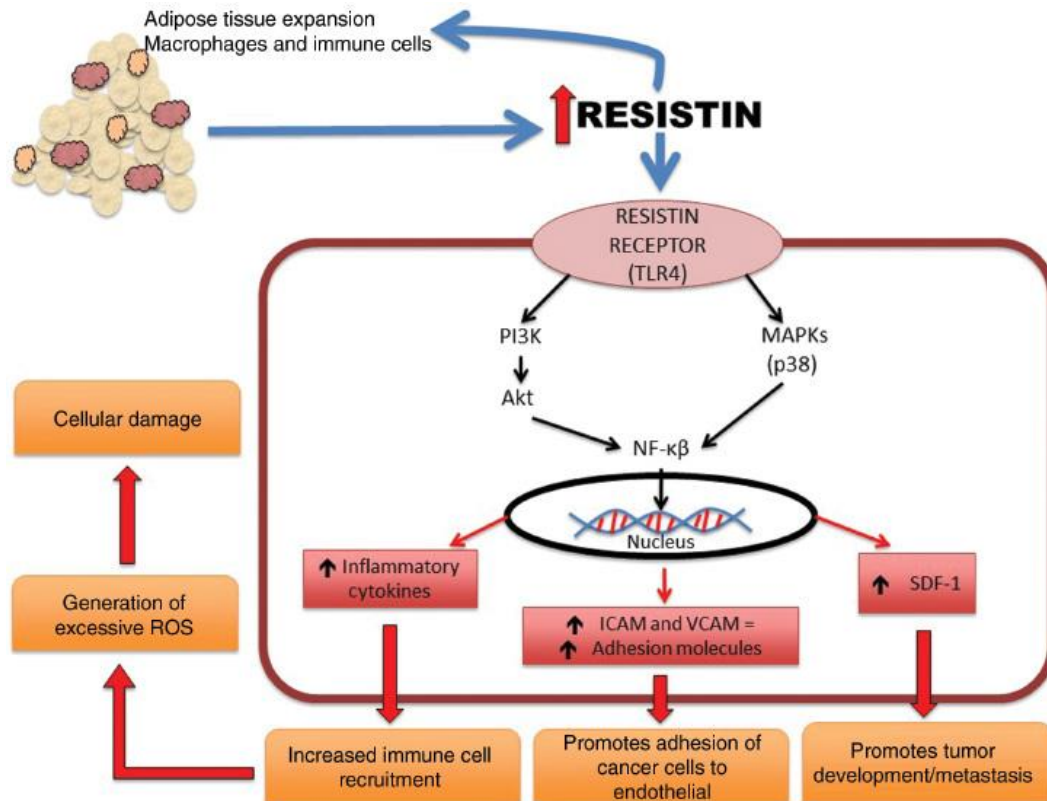 Adipose tissue expansion
Macrophages and immune cells
RESISTIN
RESISTIN
RECEPTOR
(TLR4)
PI3K
MAPKs
(p38)
Akt
NF-κβ
Nucleus
Cellular damage
Generation of
excessive ROS
Inflammatory
cytokines
ICAM and VCAM =
Adhesion molecules
SDF-1
Increased immune cell
recruitment
Promotes adhesion of
cancer cells to
endothelial
Promotes tumor
development/metastasis